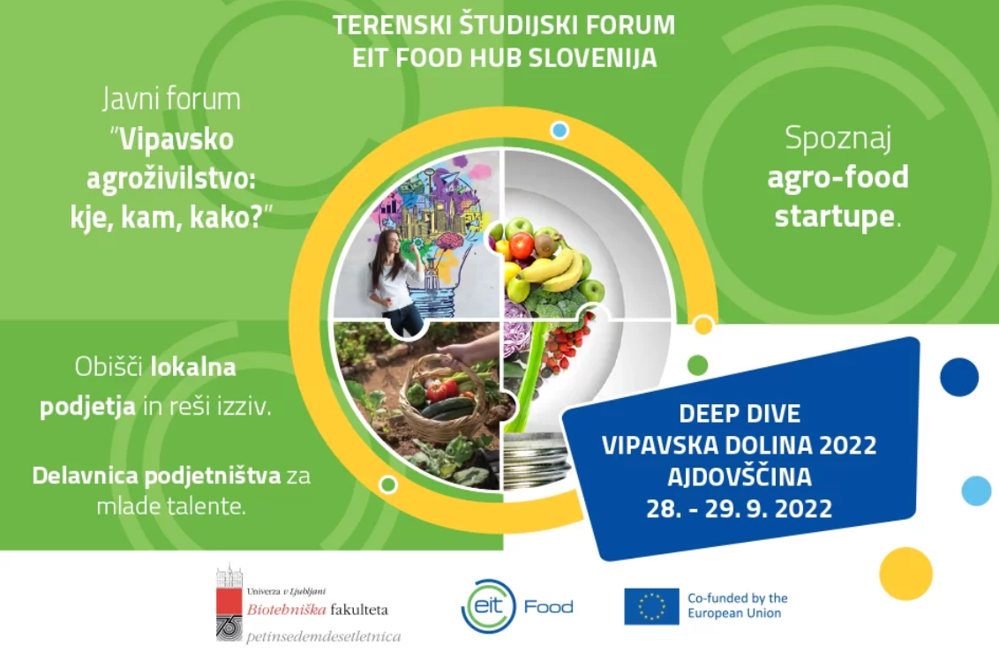 TERENSKI ŠTUDIJSKI FORUM
EIT FOOD HUB SLOVENIJA
Javni forum
"Vipavsko
agroživilstvo:
kje, kam, kako?"
Spoznaj
agro-food
startupe.
Obišči lokalna
podjetja in reši izziv.
Delavnica podjetništva za
mlade talente.
DEEP DIVE
VIPAVSKA DOLINA 2022
AJDOVŠČINA
28. - 29. 9. 2022
Univerza v Ljubljani
Biotehniška fakulteta
75
petinsedemdesetletnica
eit Food
Co-funded by the
European Union